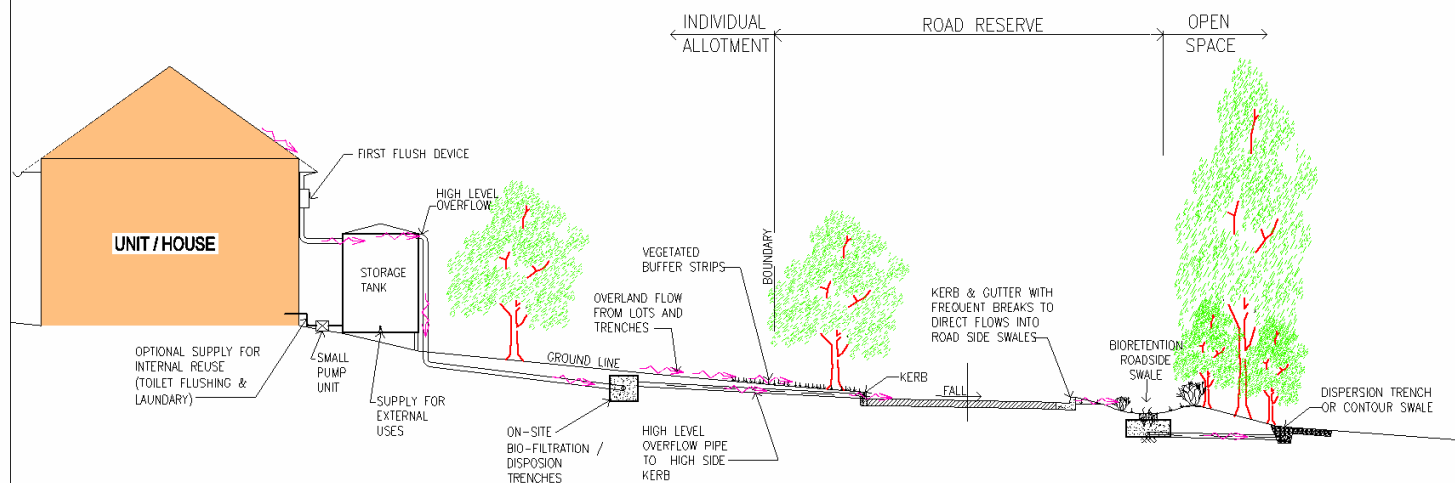 INDIVIDUAL
ALLOTMENT
ROAD RESERVE
OPEN
SPACE
FIRST FLUSH DEVICE
HIGH LEVEL
OVERFLOW
UNIT / HOUSE
STORAGE
TANK
VEGETATED
BUFFER STRIPS
BOUNDARY
OVERLAND FLOW
FROM LOTS AND
TRENCHES
KERB & GUTTER WITH
FREQUENT BREAKS TO
DIRECT FLOWS INTO
ROAD SIDE SWALES
BIORETENTION
ROADSIDE
SWALE
OPTIONAL SUPPLY FOR
INTERNAL REUSE
(TOILET FLUSHING &
LAUNDARY)
SMALL
PUMP
UNIT
GROUND LINE
KERB
FALL
SUPPLY FOR
EXTERNAL
USES
DISPERSION TRENCH
OR CONTOUR SWALE
ON-SITE
BIO-FILTRATION /
DISPOSION
TRENCHES
HIGH LEVEL
OVERFLOW PIPE
TO HIGH SIDE
KERB